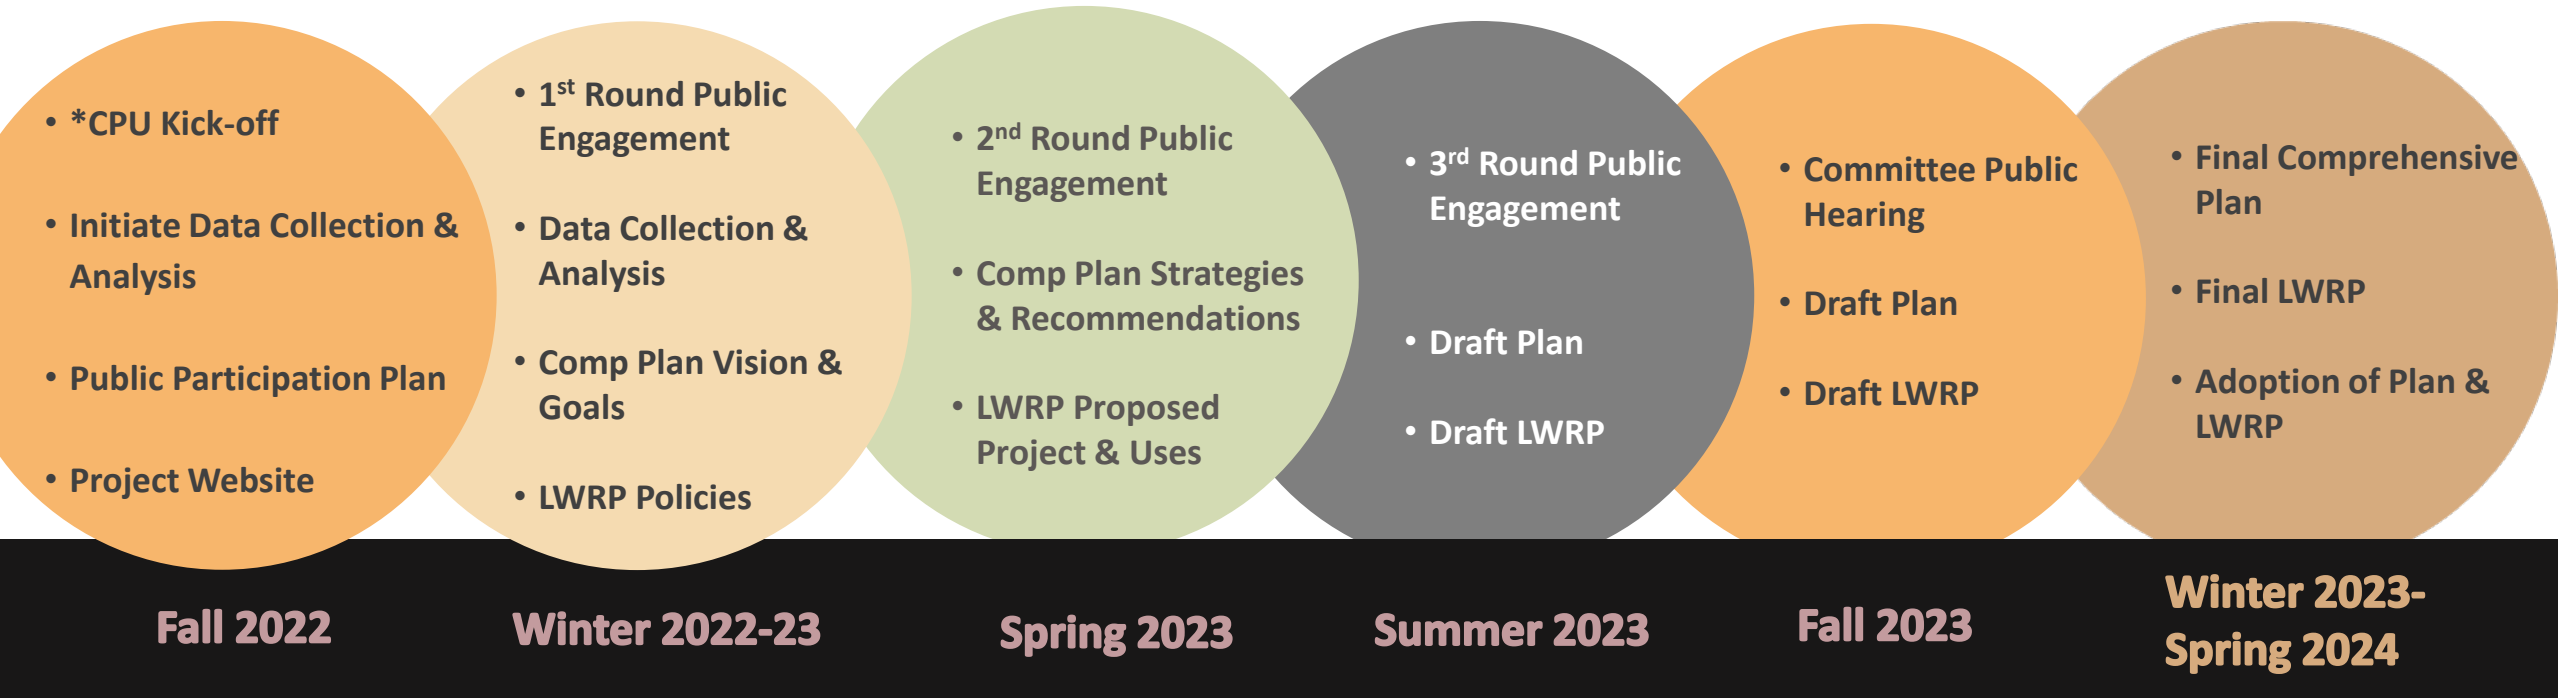 • *CPU Kick-off
• Initiate Data Collection &
Analysis
• Public Participation Plan
• Project Website
• 1st Round Public
Engagement
• Data Collection &
Analysis
• Comp Plan Vision &
Goals
• LWRP Policies
• 2nd Round Public
Engagement
• Comp Plan Strategies
& Recommendations
• LWRP Proposed
Project & Uses
• 3rd Round Public
Engagement
• Draft Plan
• Draft LWRP
• Committee Public
Hearing
• Draft Plan
• Draft LWRP
• Final Comprehensive
Plan
• Final LWRP
• Adoption of Plan &
LWRP
Fall 2022
Winter 2022-23
Spring 2023
Summer 2023
Fall 2023
Winter 2023-
Spring 2024